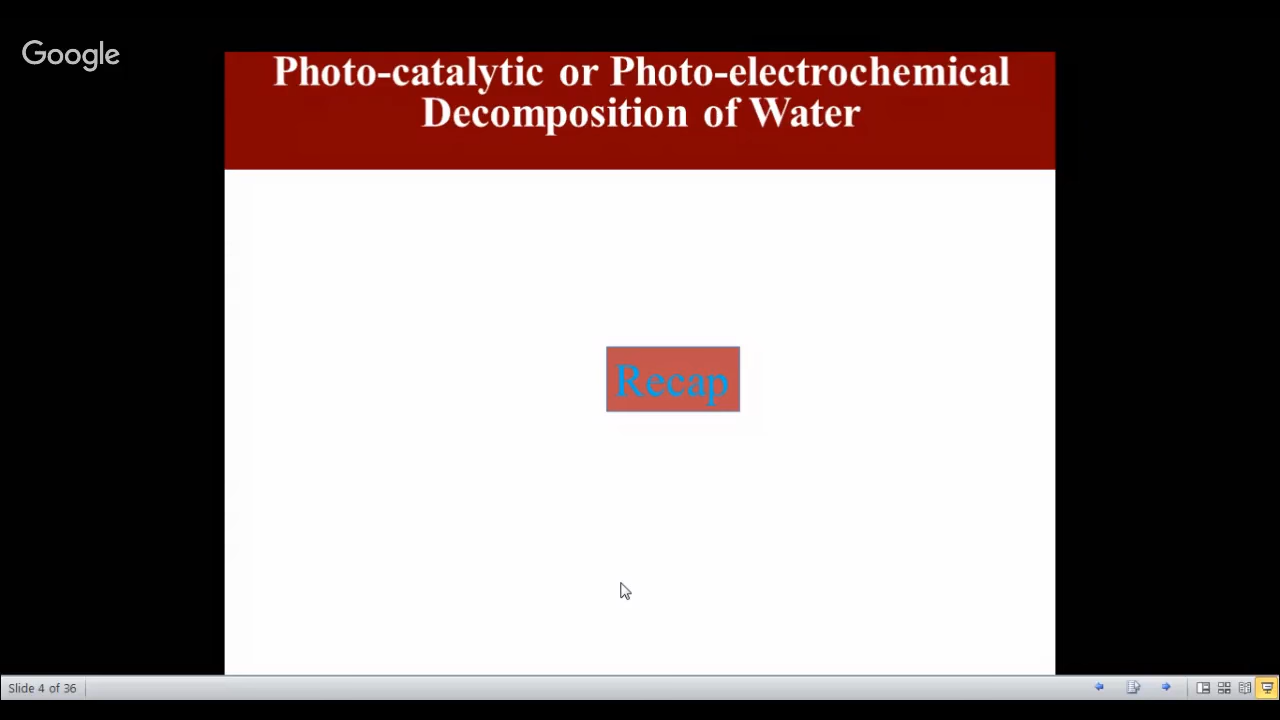 Google
Photo-catalytic or Photo-electrochemical
Decomposition of Water
Recap
Slide 4 of 36